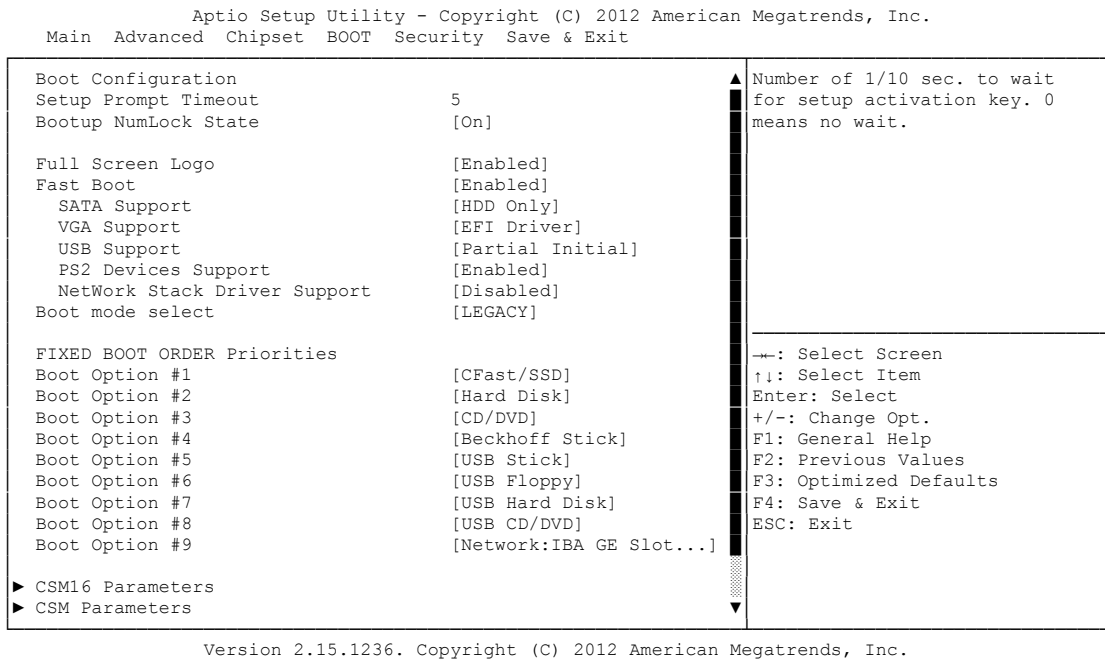 Aptio Setup Utility - Copyright (C) 2012 American Megatrends, Inc.
Main Advanced Chipset BOOT Security Save & Exit
Boot Configuration
Setup Prompt Timeout 5
Bootup NumLock State [On]
Full Screen Logo [Enabled]
Fast Boot [Enabled]
SATA Support [HDD Only]
VGA Support [EFI Driver]
USB Support [Partial Initial]
PS2 Devices Support [Enabled]
NetWork Stack Driver Support [Disabled]
Boot mode select [LEGACY]
FIXED BOOT ORDER Priorities
Boot Option #1 [CFast/SSD]
Boot Option #2 [Hard Disk]
Boot Option #3 [CD/DVD]
Boot Option #4 [Beckhoff Stick]
Boot Option #5 [USB Stick]
Boot Option #6 [USB Floppy]
Boot Option #7 [USB Hard Disk]
Boot Option #8 [USB CD/DVD]
Boot Option #9 [Network:IBA GE Slot...]
► CSM16 Parameters
► CSM Parameters
▲
▼
Number of 1/10 sec. to wait
for setup activation key. 0
means no wait.
→←: Select Screen
↑↓: Select Item
Enter: Select
+/-: Change Opt.
F1: General Help
F2: Previous Values
F3: Optimized Defaults
F4: Save & Exit
ESC: Exit
Version 2.15.1236. Copyright (C) 2012 American Megatrends, Inc.